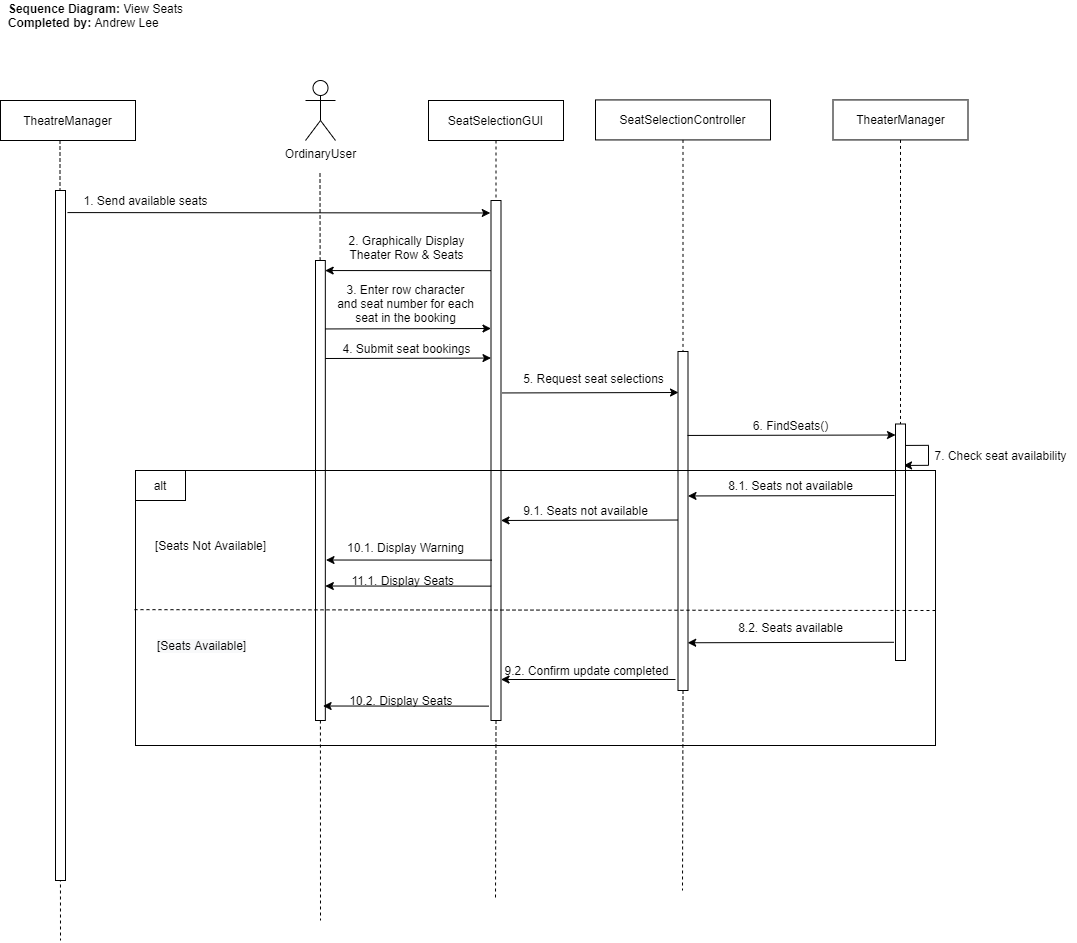 Sequence Diagram: View Seats
Completed by: Andrew Lee
TheatreManager
OrdinaryUser
SeatSelectionGUI
SeatSelectionController
TheaterManager
1. Send available seats
2. Graphically Display
Theater Row & Seats
3. Enter row character
and seat number for each
seat in the booking
4. Submit seat bookings
5. Request seat selections
6. FindSeats()
7. Check seat availability
alt
8.1. Seats not available
9.1. Seats not available
[Seats Not Available]
10.1. Display Warning
11.1. Display Seats
8.2. Seats available
[Seats Available]
9.2. Confirm update completed
10.2. Display Seats